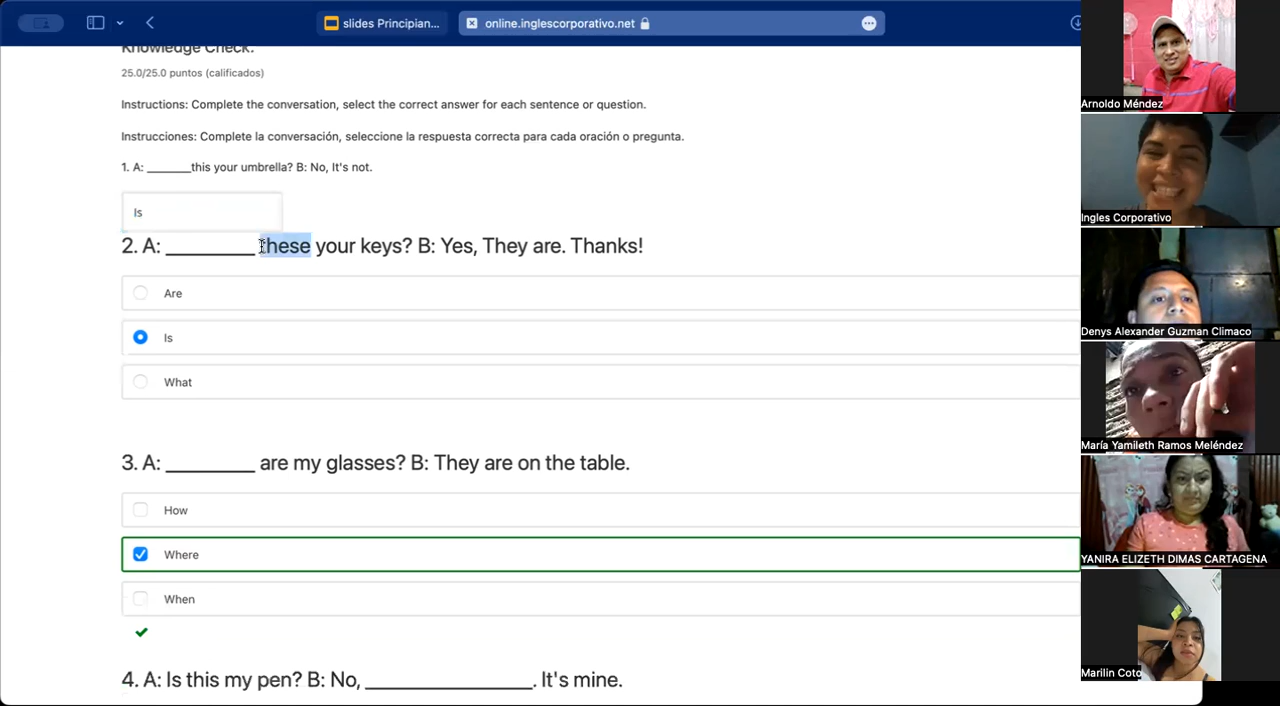 slides Principian...
online.inglescorporativo.net
Knowledge Check.
25.0/25.0 puntos (calificados)
Instructions: Complete the conversation, select the correct answer for each sentence or question.
Instrucciones: Complete la conversación, seleccione la respuesta correcta para cada oración o pregunta.
1. A: ________this your umbrella? B: No, It's not.
Is
2. A: ________ these your keys? B: Yes, They are. Thanks!
Are
Is
What
3. A: ________ are my glasses? B: They are on the table.
How
Where
When
4. A: Is this my pen? B: No, _______________. It's mine.
Arnoldo Méndez
Ingles Corporativo
Denys Alexander Guzman Climaco
María Yamileth Ramos Meléndez
YANIRA ELIZETH DIMAS CARTAGENA
Marilin Coto